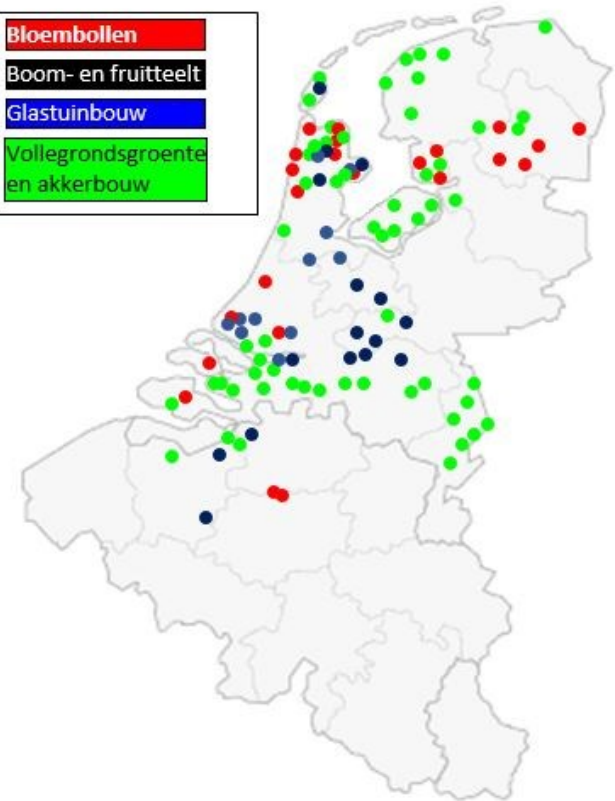 Bloembollen
Boom- en fruitteelt
Glastuinbouw
Vollegrondsgroente
en akkerbouw